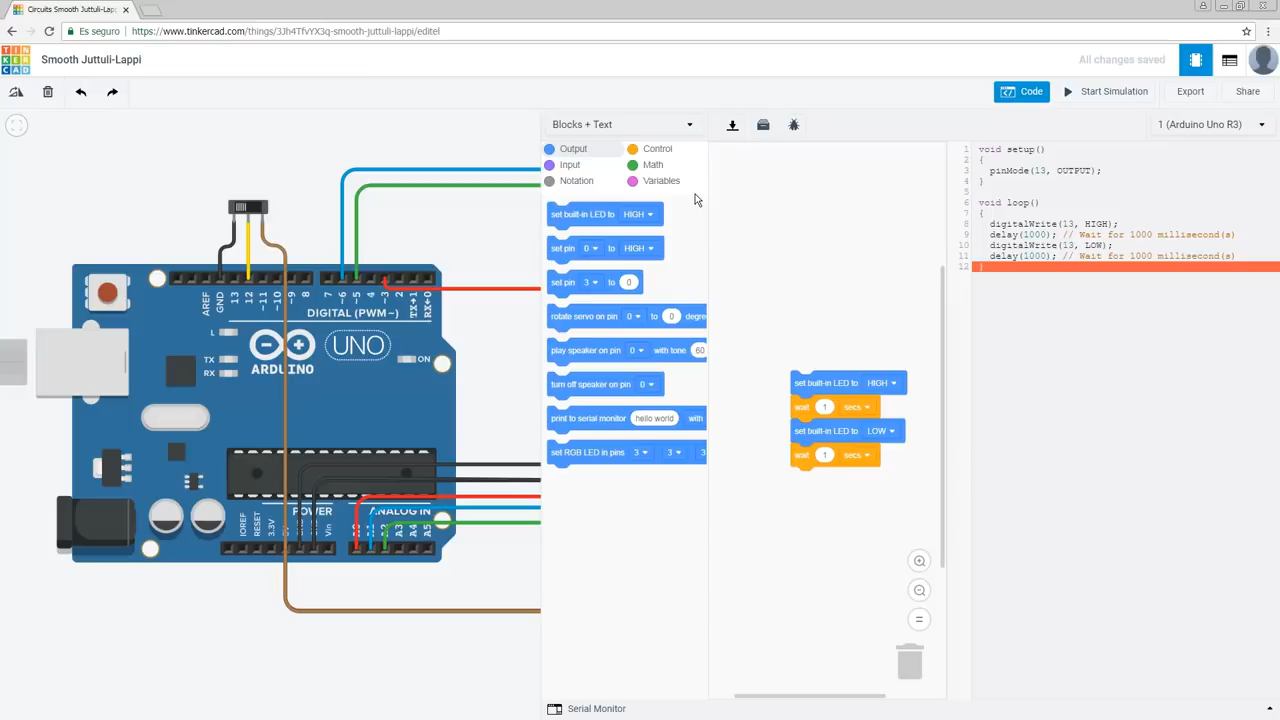 Circuits Smooth Juttuli-Lapp
Es seguro
https://www.tinkercad.com/things/3Jh4TfvYX3q-smooth-juttuli-lappi/editel
TIN
KER
CAD
Smooth Juttuli-Lappi
All changes saved
Code
Start Simulation
Export
Share
Blocks + Text
1 (Arduino Uno R3)
Output
Control
Input
Math
Notation
Variables
set built-in LED to HIGH
set pin 0 to HIGH
set pin 3 to 0
rotate servo on pin 0 to 0 degre
play speaker on pin 0 with tone 60
turn off speaker on pin 0
print to serial monitor hello world with
set RGB LED in pins 3 3 3
set built-in LED to HIGH
wait 1 secs
set built-in LED to LOW
wait 1 secs
1 void setup()
2 {
3 pinMode(13, OUTPUT);
4 }
5
6 void loop()
7 {
8 digitalWrite(13, HIGH);
9 delay(1000); // Wait for 1000 millisecond(s)
10 digitalWrite(13, LOW);
11 delay(1000); // Wait for 1000 millisecond(s)
12 }
AREF
GND
13
12
~11
~10
~9
8
7
~6
~5
4
~3
2
TX→1
RX←0
DIGITAL (PWM~)
L
TX
RX
ARDUINO
UNO
ON
POWER
ANALOG IN
IOREF
RESET
3.3V
Vin
A3
A4
A5
Serial Monitor